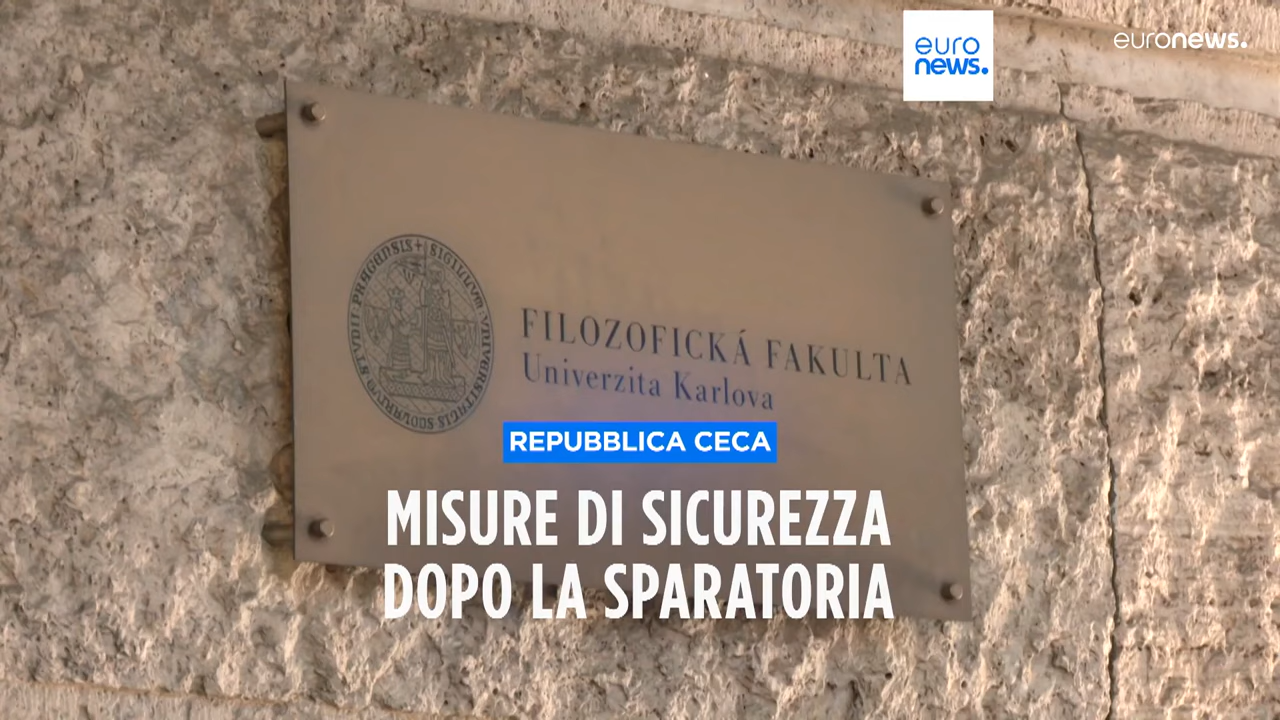 euro
news.
euronews.
FILOZOFICKÁ FAKULTA
Univerzita Karlova
REPUBBLICA CECA
MISURE DI SICUREZZA
DOPO LA SPARATORIA